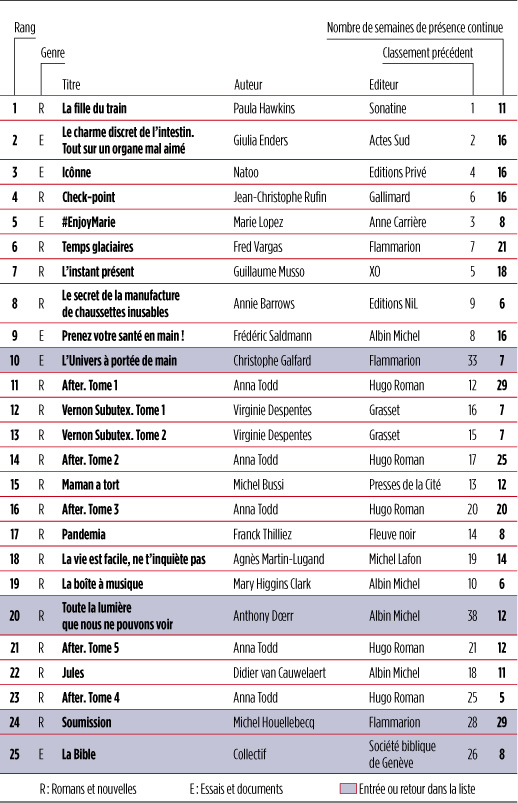 Rang
Nombre de semaines de présence continue
Genre
Classement précédent
Titre Auteur Editeur
1 R La fille du train Paula Hawkins Sonatine 1 11
2 E Le charme discret de l'intestin. Giulia Enders Actes Sud 2 16
Tout sur un organe mal aimé
3 E Icônne Natoo Editions Privé 4 16
4 R Check-point Jean-Christophe Rufin Gallimard 6 16
5 E #EnjoyMarie Marie Lopez Anne Carrière 3 8
6 R Temps glaciaires Fred Vargas Flammarion 7 21
7 R L'instant présent Guillaume Musso XO 5 18
8 R Le secret de la manufacture Annie Barrows Editions NiL 9 6
de chaussettes inusables
9 E Prenez votre santé en main ! Frédéric Saldmann Albin Michel 8 16
10 E L'Univers à portée de main Christophe Galfard Flammarion 33 7
11 R After. Tome 1 Anna Todd Hugo Roman 12 29
12 R Vernon Subutex. Tome 1 Virginie Despentes Grasset 16 7
13 R Vernon Subutex. Tome 2 Virginie Despentes Grasset 15 7
14 R After. Tome 2 Anna Todd Hugo Roman 17 25
15 R Maman a tort Michel Bussi Presses de la Cité 13 12
16 R After. Tome 3 Anna Todd Hugo Roman 20 20
17 R Pandemia Franck Thilliez Fleuve noir 14 8
18 R La vie est facile, ne t'inquiète pas Agnès Martin-Lugand Michel Lafon 19 14
19 R La boîte à musique Mary Higgins Clark Albin Michel 10 6
20 R Toute la lumière Anthony Dœrr Albin Michel 38 12
que nous ne pouvons voir
21 R After. Tome 5 Anna Todd Hugo Roman 21 12
22 R Jules Didier van Cauwelaert Albin Michel 18 11
23 R After. Tome 4 Anna Todd Hugo Roman 25 5
24 R Soumission Michel Houellebecq Flammarion 28 29
25 E La Bible Collectif Société biblique 26 8
de Genève
R : Romans et nouvelles E : Essais et documents Entrée ou retour dans la liste